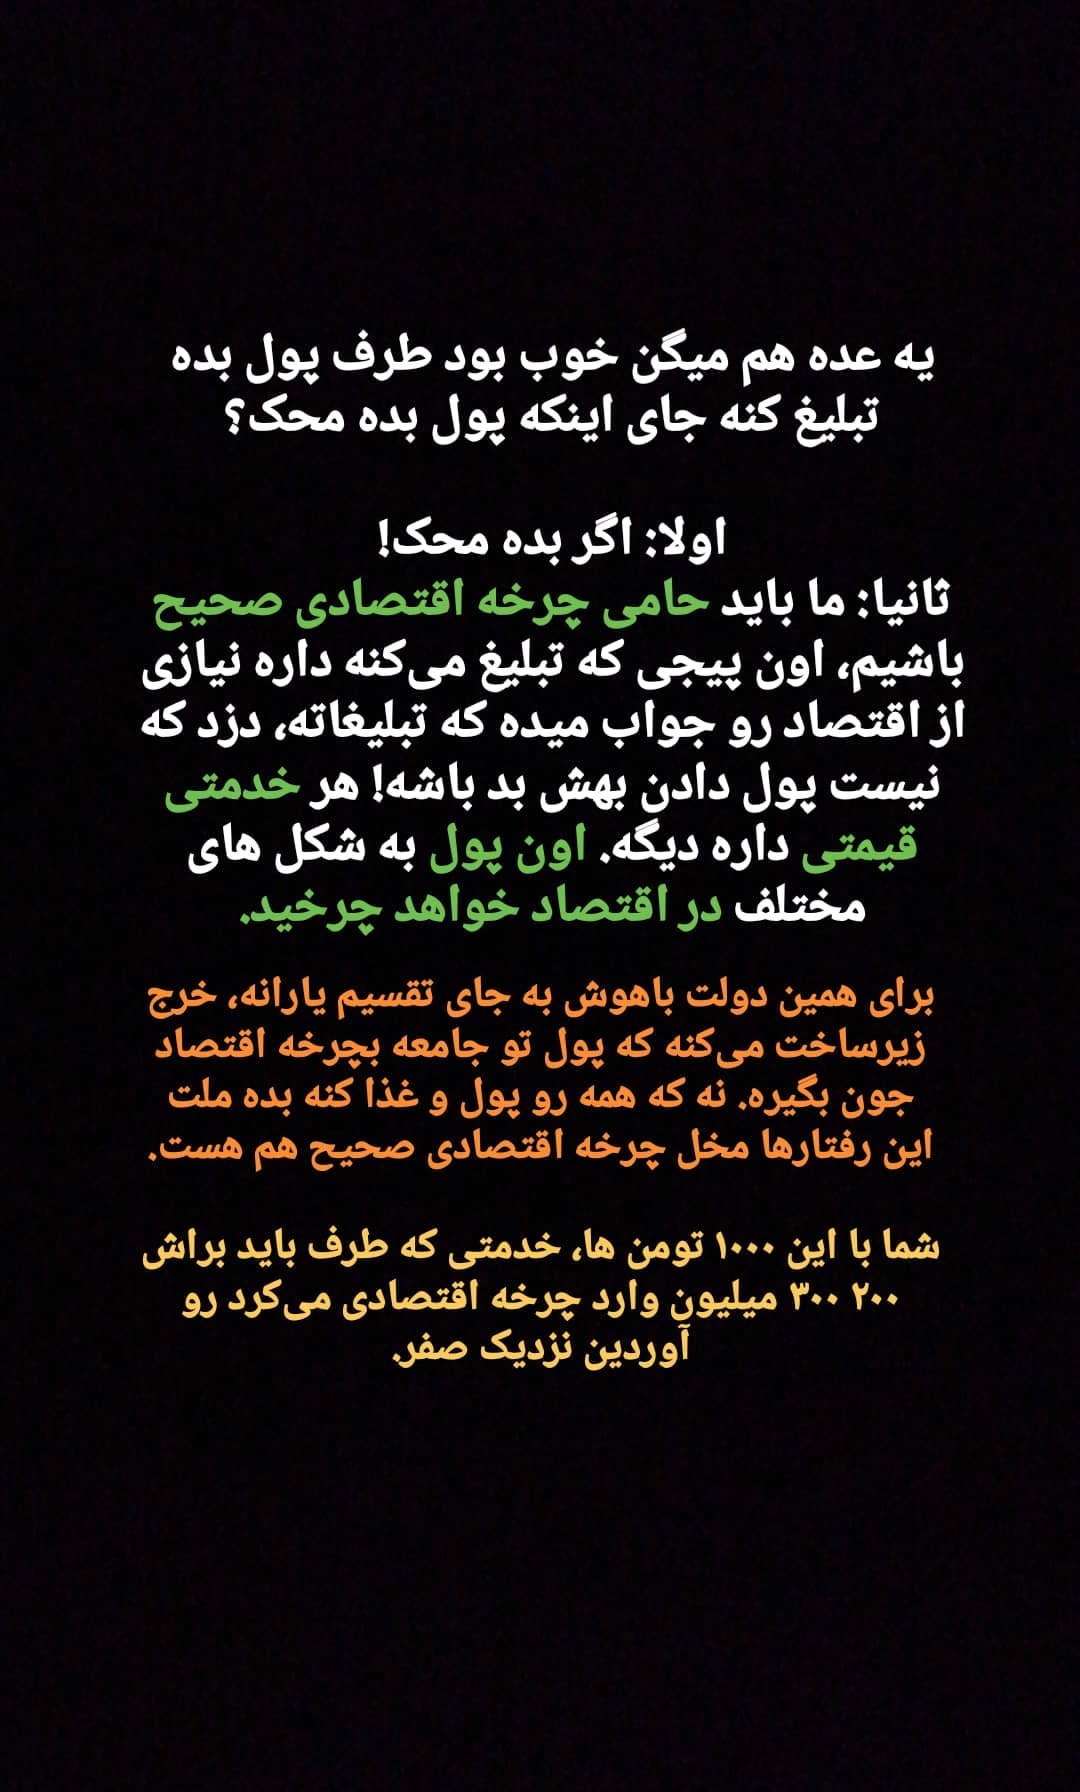 یه عده هم میگن خوب بود طرف پول بده
تبلیغ کنه جای اینکه پول بده محک؟
اولا: اگر بده محک!
ثانیا: ما باید حامی چرخه اقتصادی صحیح
باشیم، اون پیجی که تبلیغ می‌کنه داره نیازی
از اقتصاد رو جواب میده که تبلیغاته، دزد که
نیست پول دادن بهش بد باشه! هر خدمتی
قیمتی داره دیگه. اون پول به شکل های
مختلف در اقتصاد خواهد چرخید.
برای همین دولت باهوش به جای تقسیم یارانه، خرج
زیرساخت می‌کنه که پول تو جامعه بچرخه اقتصاد
جون بگیره. نه که همه رو پول و غذا کنه بده ملت
این رفتارها مخل چرخه اقتصادی صحیح هم هست.
شما با این ۱۰۰۰ تومن ها، خدمتی که طرف باید براش
۲۰۰ ۳۰۰ میلیون وارد چرخه اقتصادی می‌کرد رو
آوردین نزدیک صفر.